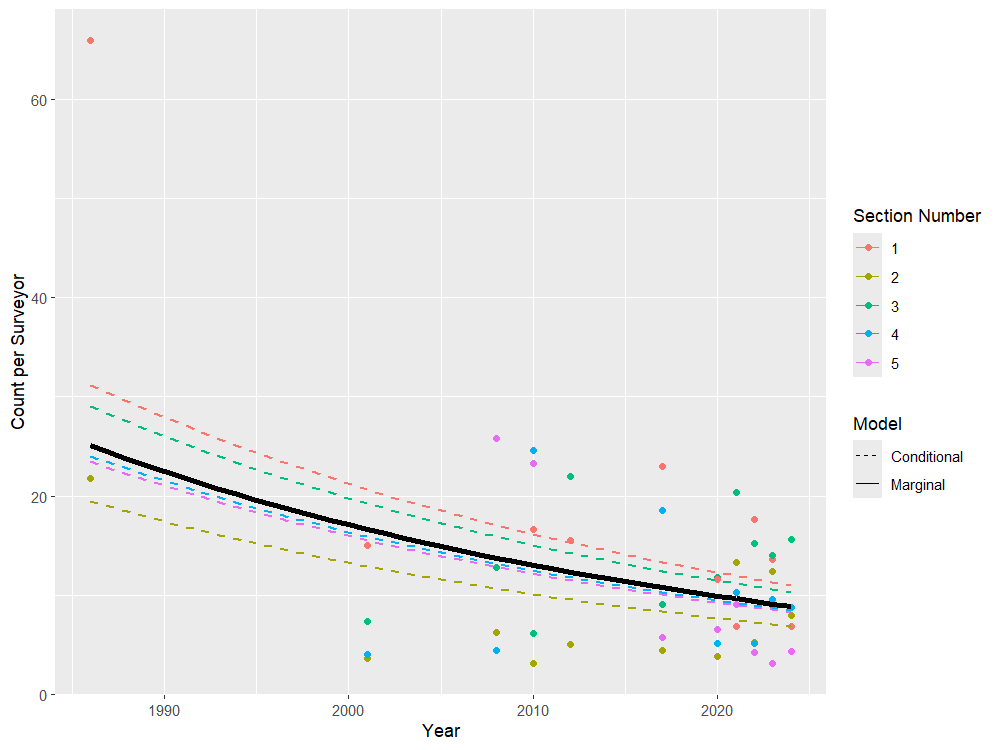 60
40
20
0
Count per Surveyor
1990
2000
2010
2020
Year
Section Number
1
2
3
4
5
Model
Conditional
Marginal